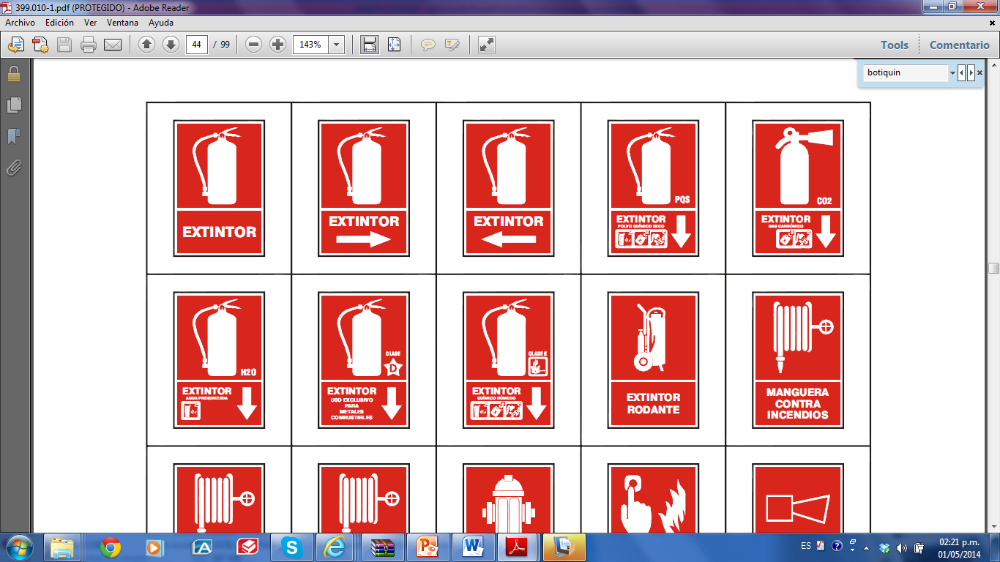 399.010-1.pdf (PROTEGIDO) - Adobe Reader
Archivo Edición Ver Ventana Ayuda
44 / 99 143% Tools Comentario
botiquin
EXTINTOR
EXTINTOR
EXTINTOR
PQS
EXTINTOR
POLVO QUÍMICO SECO
CO2
EXTINTOR
GAS CARBÓNICO
H2O
EXTINTOR
AGUA PRESURIZADA
CLASE
D
EXTINTOR
USO EXCLUSIVO
PARA
METALES
COMBUSTIBLES
CLASE K
EXTINTOR
QUÍMICO HÚMEDO
EXTINTOR
RODANTE
MANGUERA
CONTRA
INCENDIOS
ES
02:21 p.m.
01/05/2014